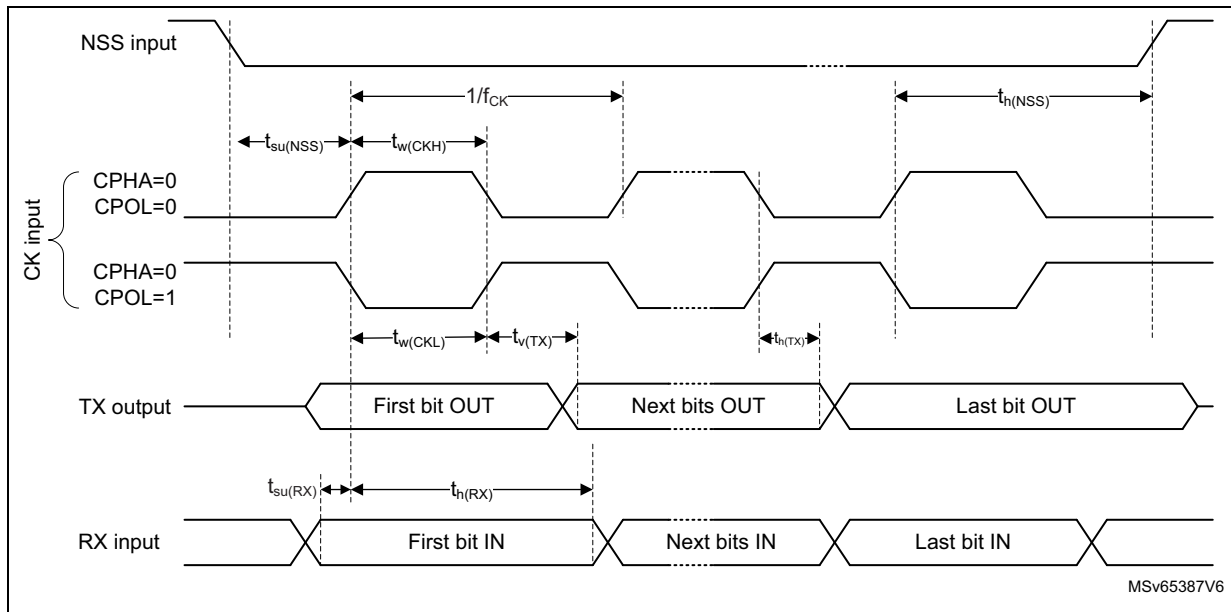 NSS input
1/fCK
th(NSS)
tsu(NSS)
tw(CKH)
CK input
CPHA=0
CPOL=0
CPHA=0
CPOL=1
tw(CKL)
tv(TX)
th(TX)
TX output
First bit OUT
Next bits OUT
Last bit OUT
tsu(RX)
th(RX)
RX input
First bit IN
Next bits IN
Last bit IN
MSv65387V6